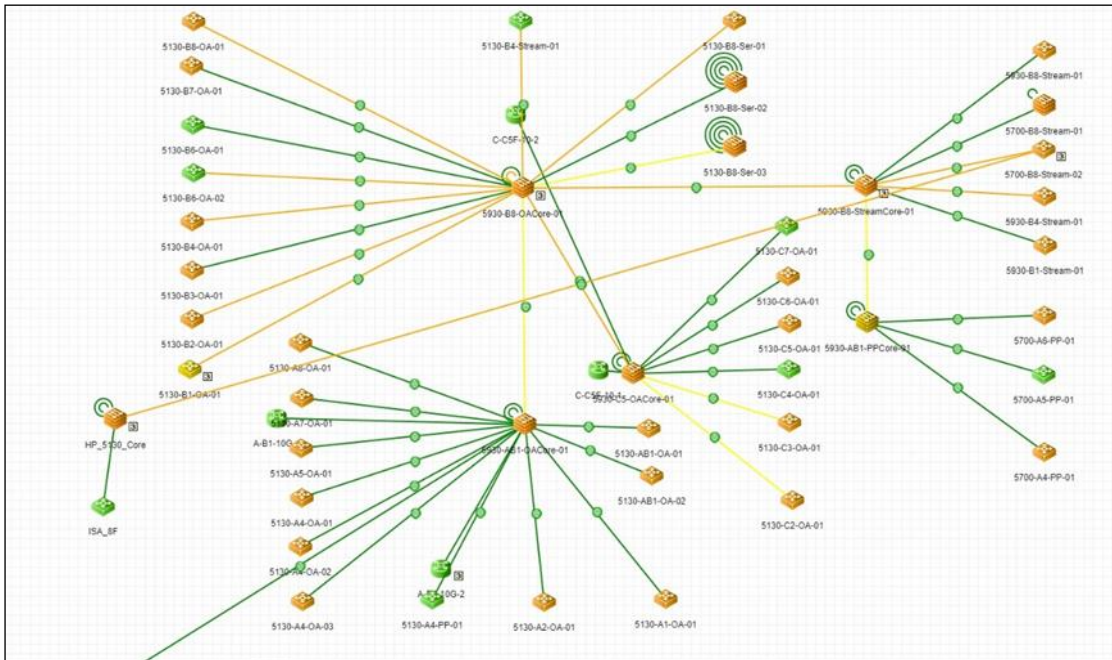 5130-B8-OA-01
5130-B4-Stream-01
5130-B8-Ser-01
5930-B8-Stream-01
5130-B7-OA-01
5130-B8-Ser-02
5700-B8-Stream-01
C-C5F-10-2
5130-B6-OA-01
5130-B8-Ser-03
5700-B8-Stream-02
5130-B6-OA-02
5930-B8-OACore-01
5930-B8-StreamCore-01
5930-B4-Stream-01
5130-B4-OA-01
5130-C7-OA-01
5930-B1-Stream-01
5130-B3-OA-01
5130-C6-OA-01
5130-B2-OA-01
5130-C5-OA-01
5930-AB1-PPCore-01
5700-A6-PP-01
5130-A8-OA-01
5700-A5-PP-01
5130-B1-OA-01
C-C5F-10-1
5930-C5-OACore-01
5130-C4-OA-01
5130-A7-OA-01
HP_5130_Core
A-B1-10G
5930-AB1-OACore-01
5130-AB1-OA-01
5130-C3-OA-01
5130-A5-OA-01
5700-A4-PP-01
5130-AB1-OA-02
5130-A4-OA-01
5130-C2-OA-01
ISA_8F
5130-A4-OA-02
5130-A4-OA-03
5130-A4-PP-01
5130-A2-OA-01
5130-A1-OA-01